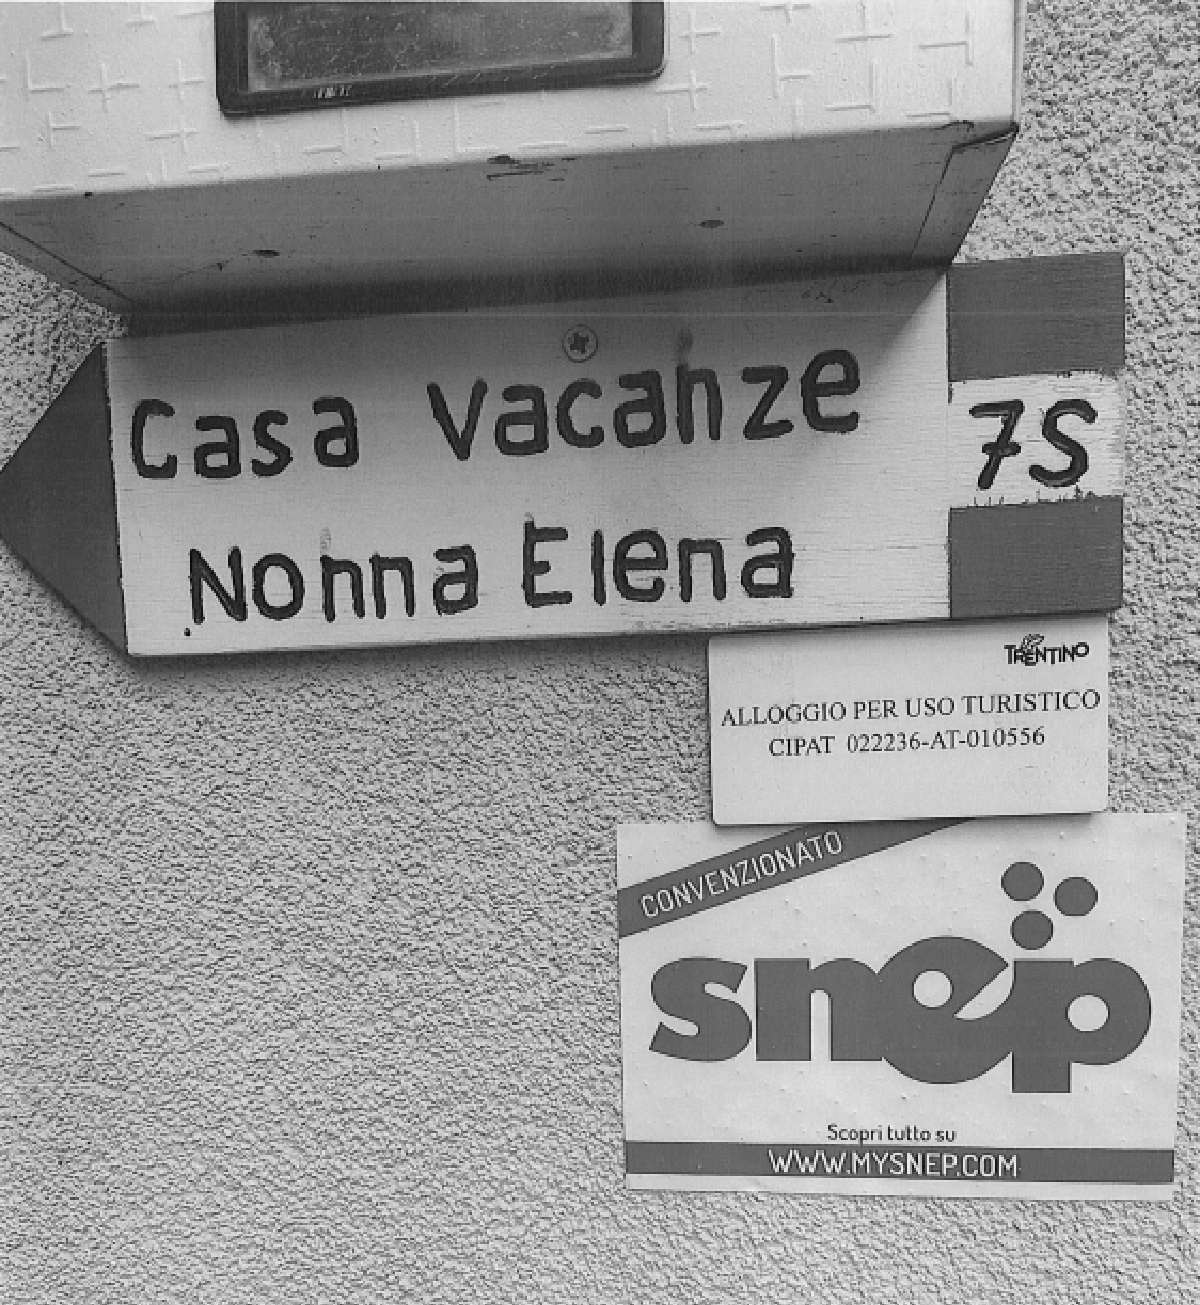 Casa Vacanze
Nonna Elena
7S
TRENTINO
ALLOGGIO PER USO TURISTICO
CIPAT 022236-AT-010556
CONVENZIONATO
snep
Scopri tutto su
WWW.MYSNEP.COM